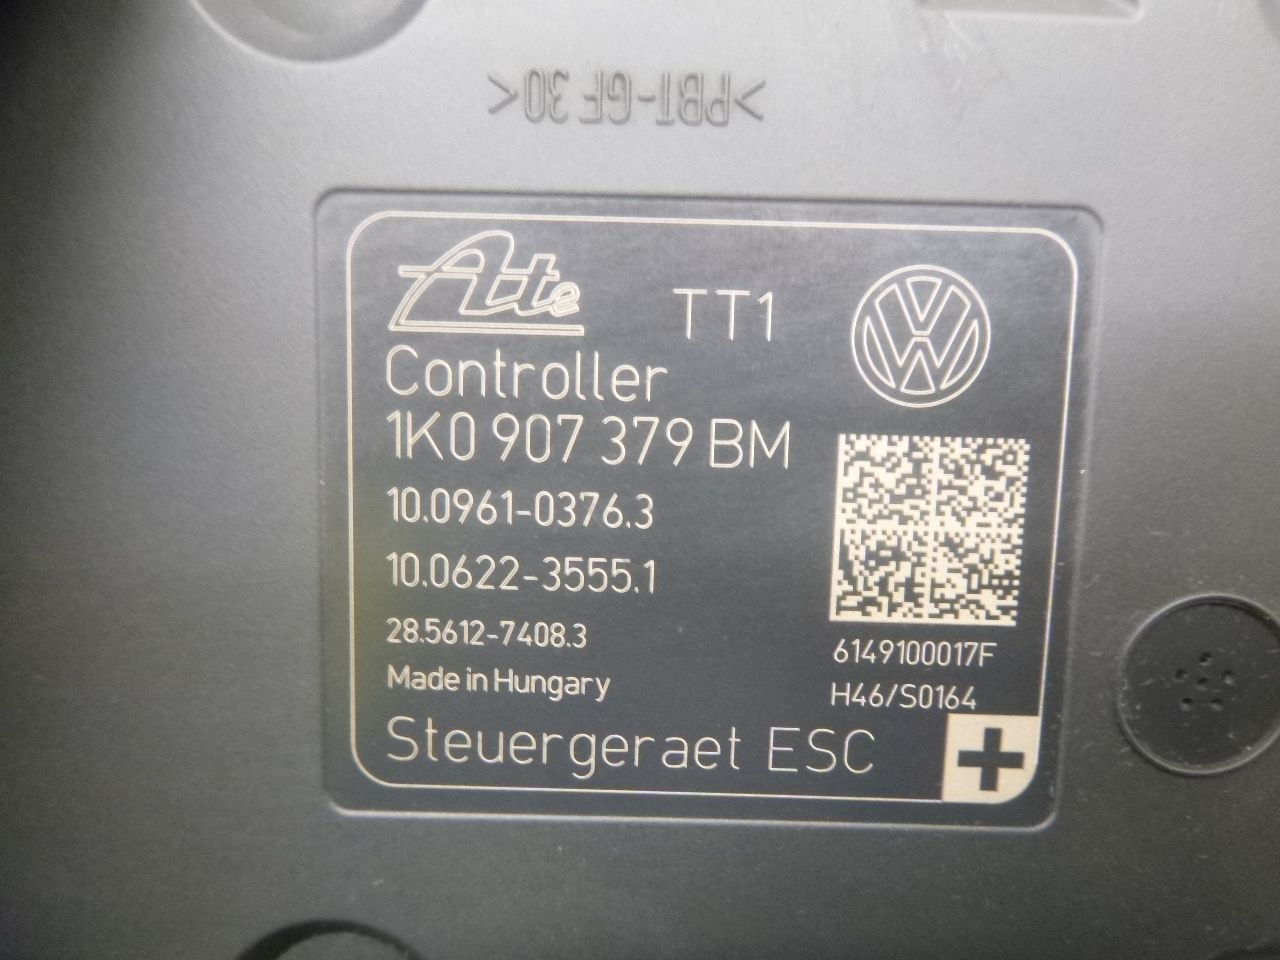 >PBT-GF 30<
Ate
TT1
Controller
1K0 907 379 BM
10.0961-0376.3
10.0622-3555.1
28.5612-7408.3
Made in Hungary
6149100017F
H46/S0164
Steuergeraet ESC